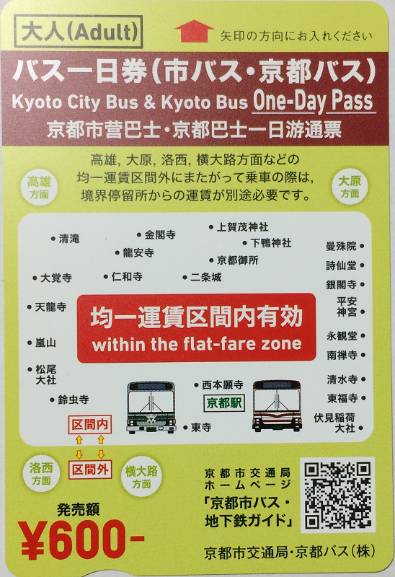 大人(Adult)
矢印の方向にお入れください
バス一日券(市バス・京都バス)
Kyoto City Bus & Kyoto Bus One-Day Pass
京都市营巴士・京都巴士一日游通票
高雄, 大原, 洛西, 横大路方面などの
均一運賃区間外にまたがって乗車の際は,
境界停留所からの運賃が別途必要です。
高雄
方面
大原
方面
・清滝
・金閣寺
・上賀茂神社
・下鴨神社
・龍安寺
・京都御所
・大覚寺
・仁和寺
・二条城
曼殊院・
詩仙堂・
銀閣寺・
平安
神宮・
永観堂・
南禅寺・
清水寺・
東福寺・
伏見稲荷
大社・
・天龍寺
・嵐山
・松尾
大社
・鈴虫寺
均一運賃区間内有効
within the flat-fare zone
・西本願寺
京都駅
・東寺
区間内
区間外
洛西
方面
横大路
方面
発売額
¥600-
京都市交通局
ホームページ
「京都市バス・
地下鉄ガイド」
京都市交通局・京都バス(株)